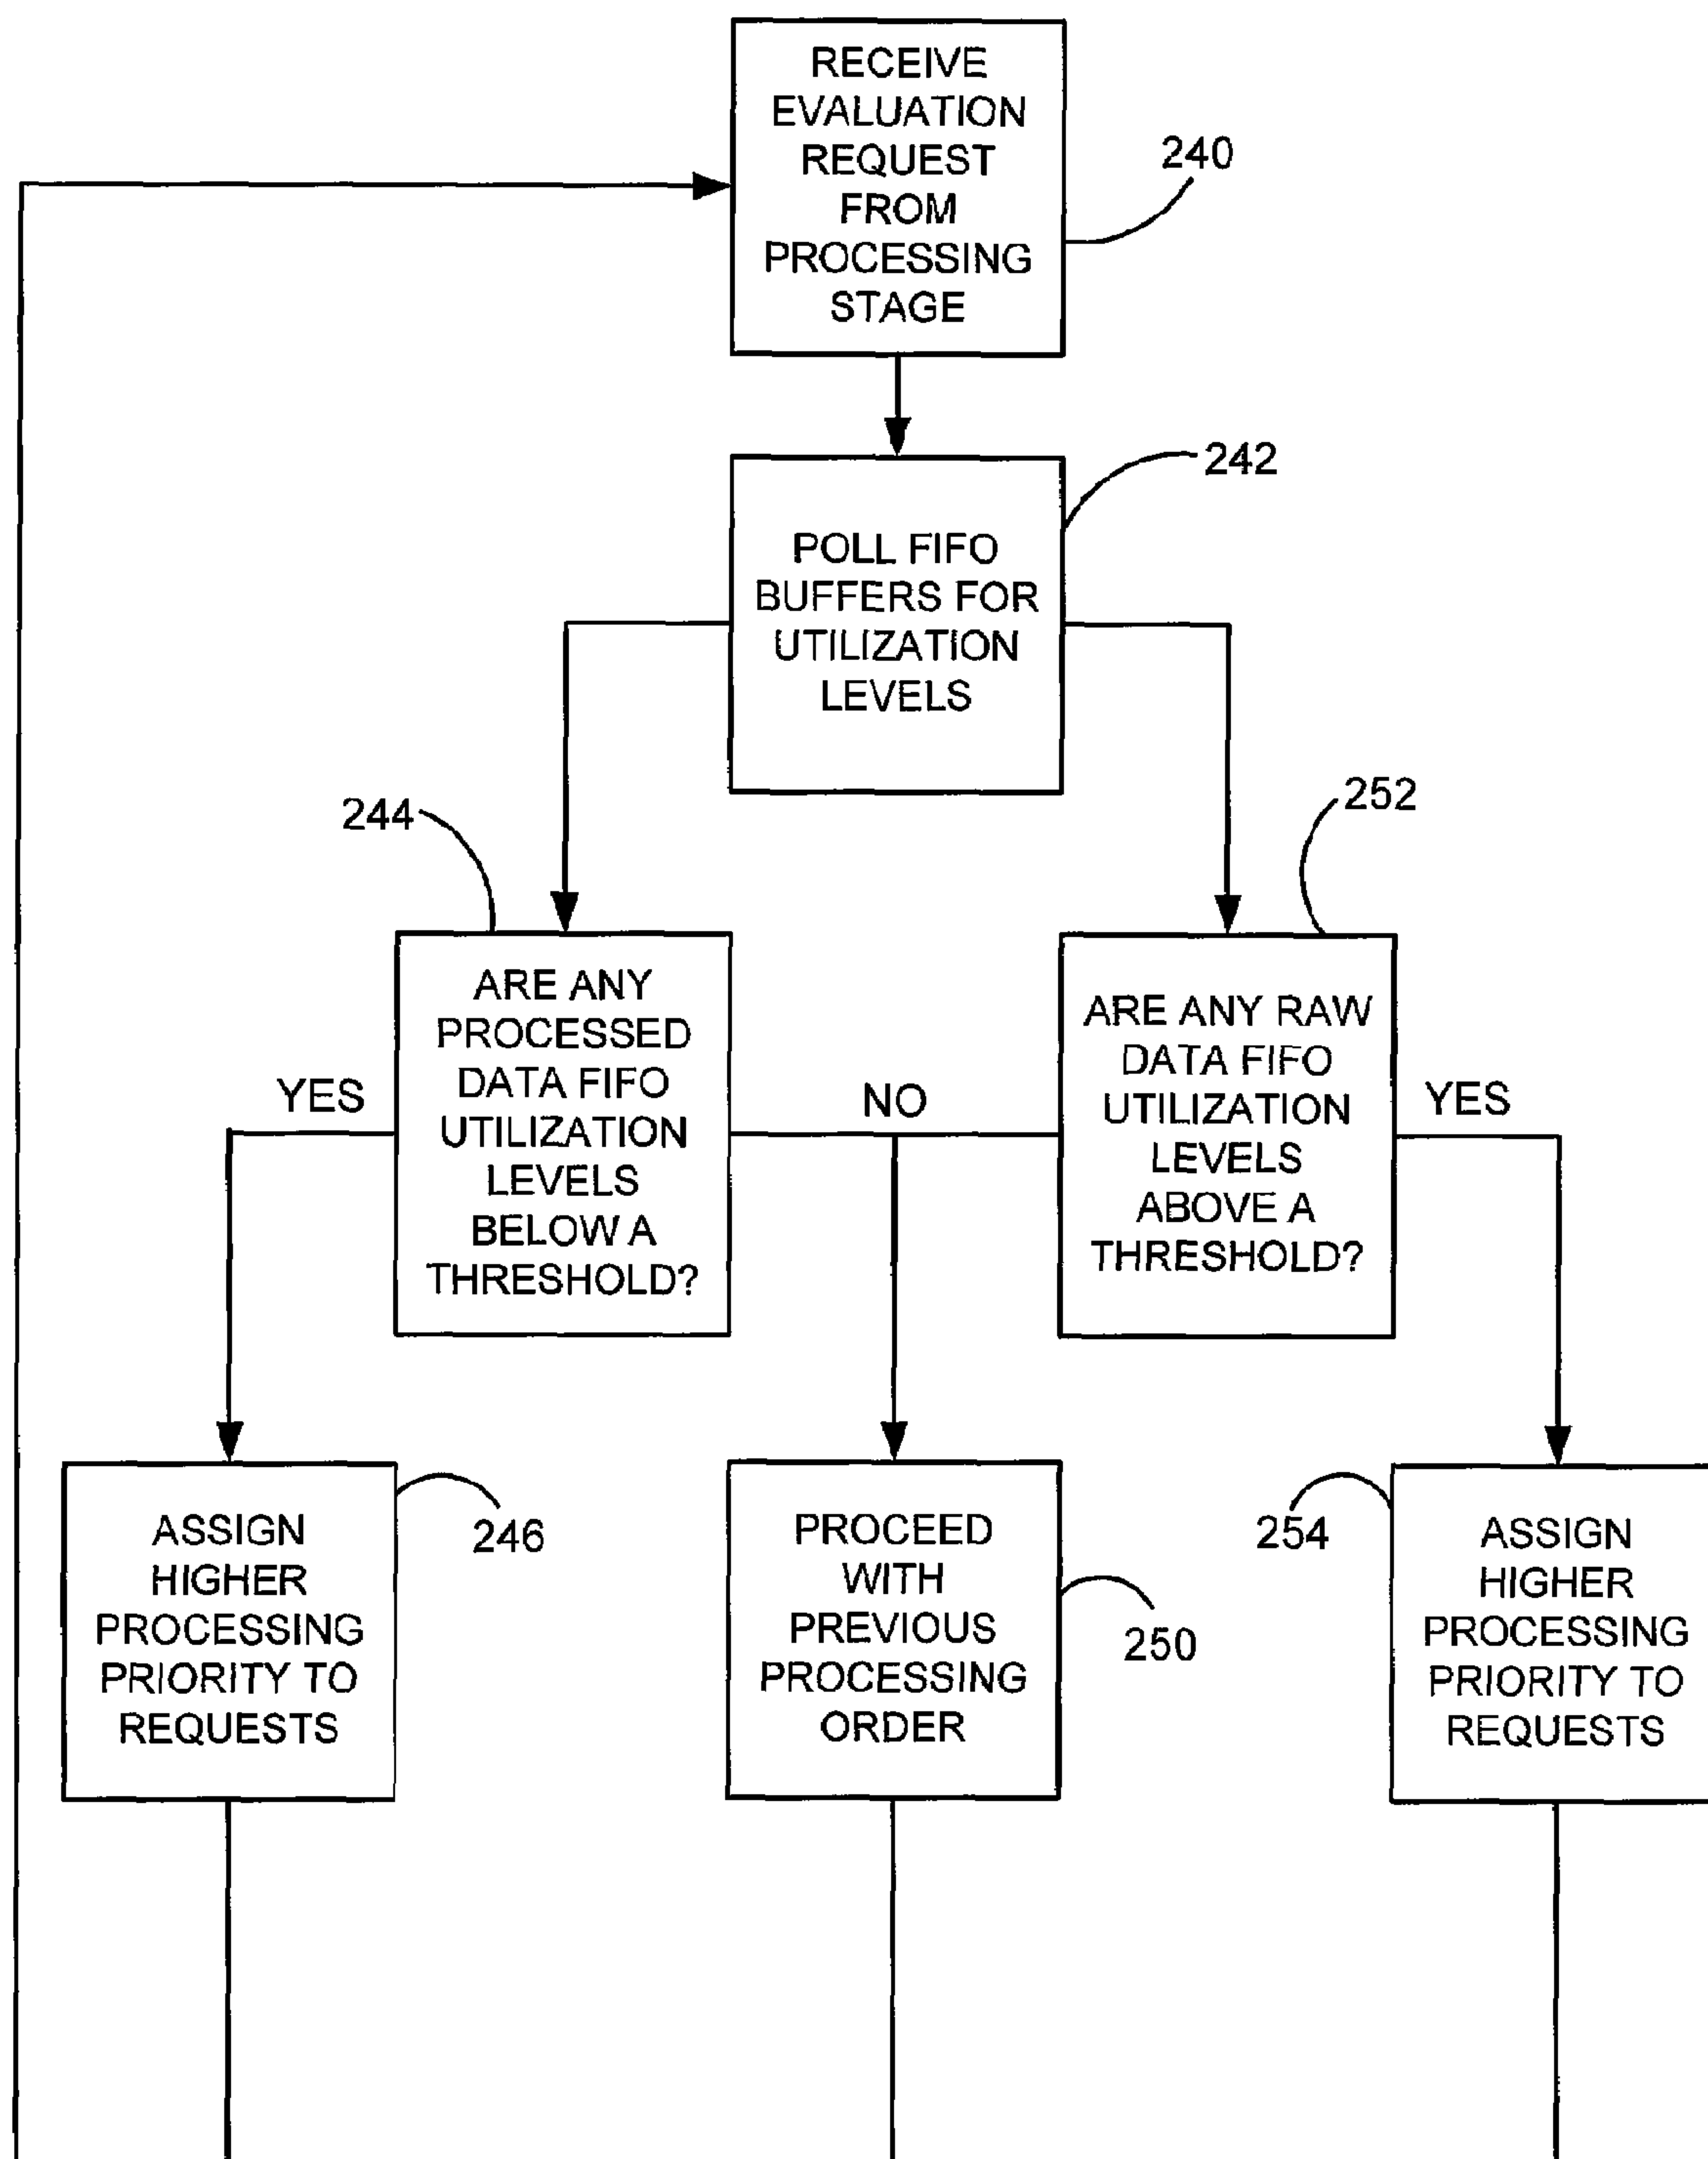 RECEIVE
EVALUATION
REQUEST
FROM
PROCESSING
STAGE
240
POLL FIFO
BUFFERS FOR
UTILIZATION
LEVELS
242
244
ARE ANY
PROCESSED
DATA FIFO
UTILIZATION
LEVELS
BELOW A
THRESHOLD?
252
ARE ANY RAW
DATA FIFO
UTILIZATION
LEVELS
ABOVE A
THRESHOLD?
YES
NO
YES
ASSIGN
HIGHER
PROCESSING
PRIORITY TO
REQUESTS
246
PROCEED
WITH
PREVIOUS
PROCESSING
ORDER
250
254
ASSIGN
HIGHER
PROCESSING
PRIORITY TO
REQUESTS